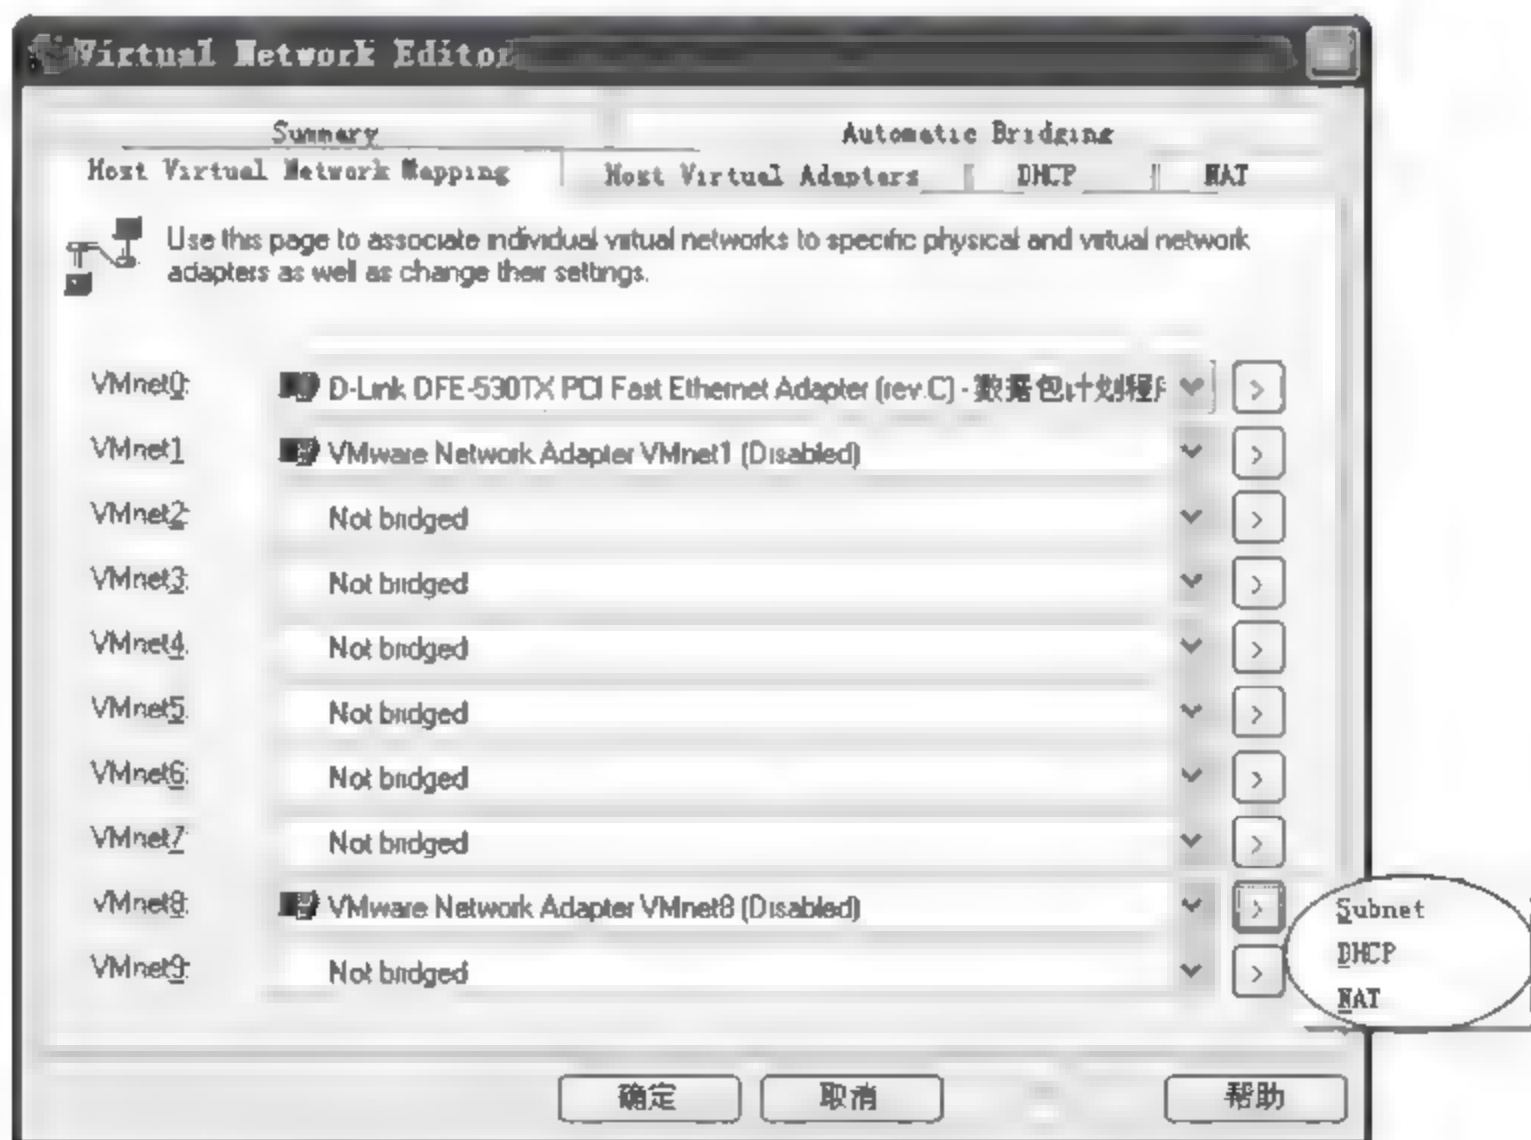 Virtual Network Editor
Summary
Automatic Bridging
Host Virtual Network Mapping
Host Virtual Adapters
DHCP
NAT
Use this page to associate individual virtual networks to specific physical and virtual network
adapters as well as change their settings.
VMnet0:
D-Link DFE-530TX PCI Fast Ethernet Adapter (rev.C) - 数据包计划程序
VMnet1
VMware Network Adapter VMnet1 (Disabled)
VMnet2:
Not bridged
VMnet3:
Not bridged
VMnet4:
Not bridged
VMnet5:
Not bridged
VMnet6:
Not bridged
VMnet7
Not bridged
VMnet8:
VMware Network Adapter VMnet8 (Disabled)
VMnet9:
Not bridged
Subnet
DHCP
NAT
确定
取消
帮助